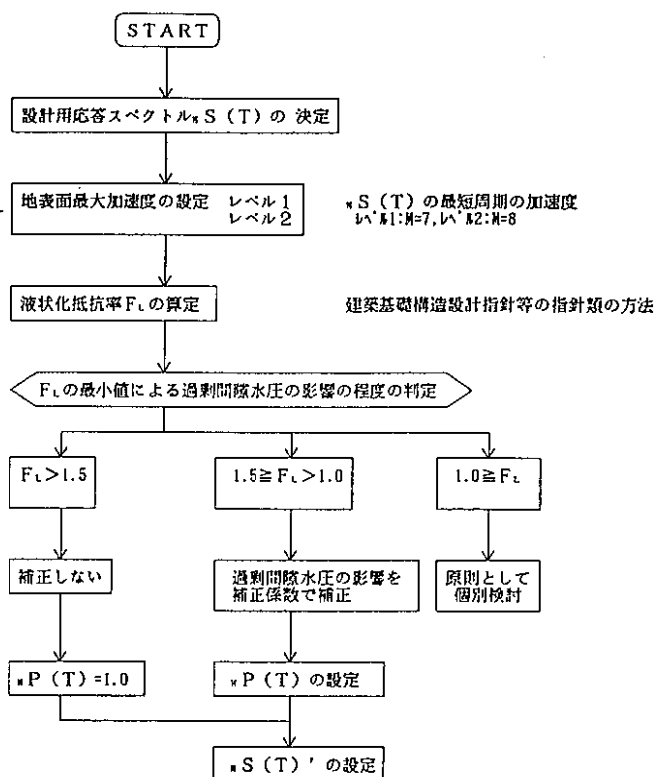 START
設計用応答スペクトルNS(T)の 決定
地表面最大加速度の設定 レベル1
レベル2
NS(T)の最短周期の加速度
レベル1:M=7,レベル2:M=8
液状化抵抗率FLの算定
建築基礎構造設計指針等の指針類の方法
FLの最小値による過剰間隙水圧の影響の程度の判定
FL>1.5
1.5≧FL>1.0
1.0≧FL
補正しない
過剰間隙水圧の影響を
補正係数で補正
原則として
個別検討
NP(T)=1.0
NP(T)の設定
NS(T)'の設定